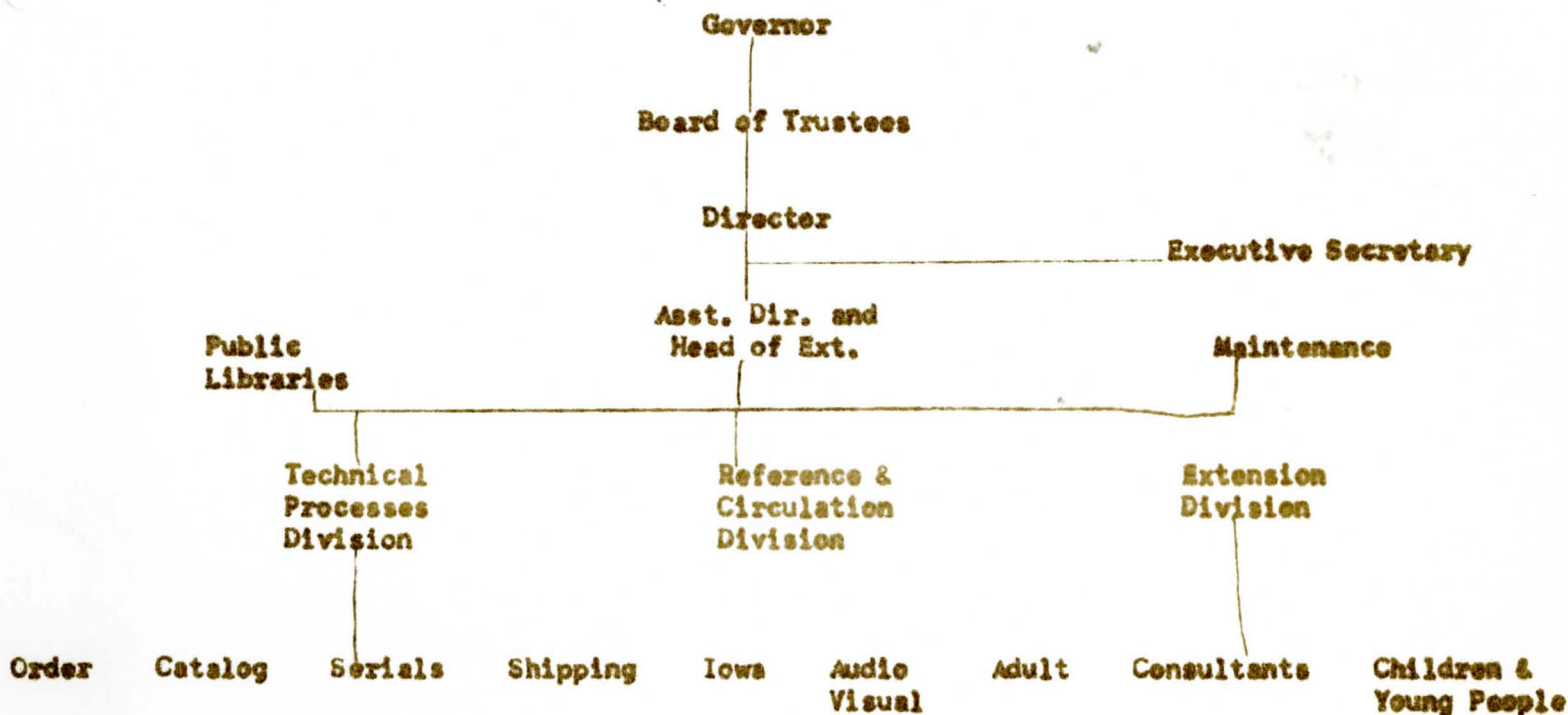 Governor
Board of Trustees
Director
Executive Secretary
Asst. Dir. and
Head of Ext.
Public
Libraries
Maintenance
Technical
Processes
Division
Reference &
Circulation
Division
Extension
Division
Order
Catalog
Serials
Shipping
Iowa
Audio
Visual
Adult
Consultants
Children &
Young People